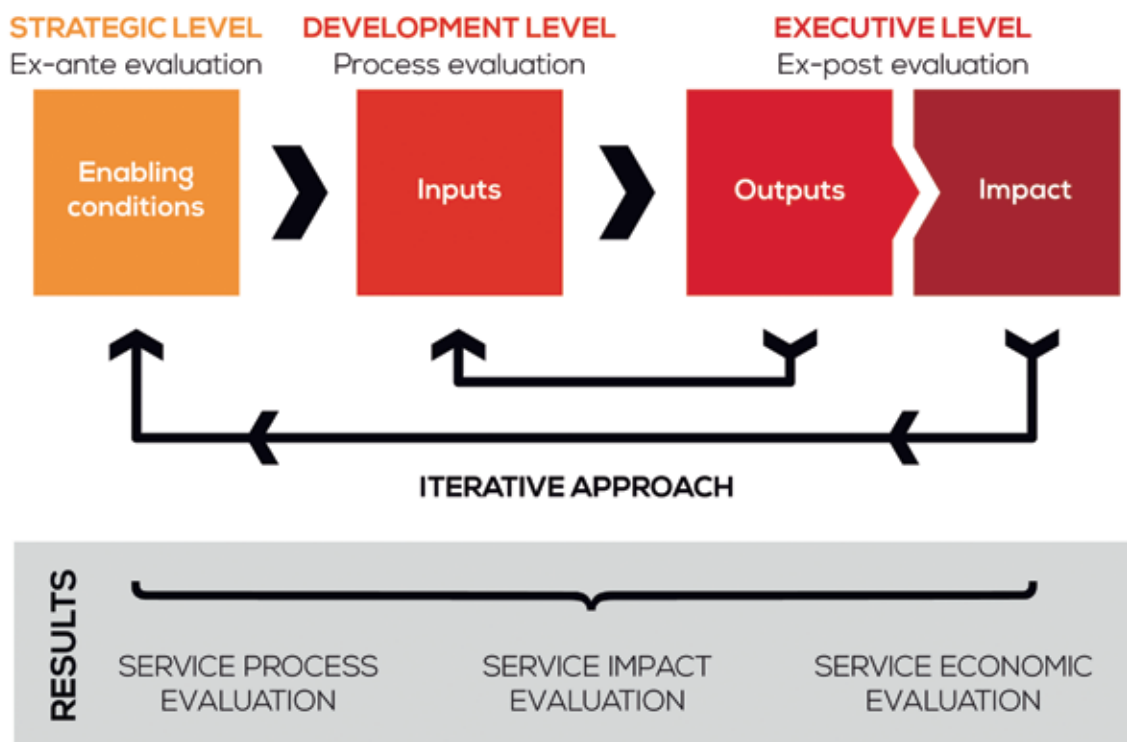 STRATEGIC LEVEL
Ex-ante evaluation
DEVELOPMENT LEVEL
Process evaluation
EXECUTIVE LEVEL
Ex-post evaluation
Enabling
conditions
Inputs
Outputs
Impact
ITERATIVE APPROACH
RESULTS
SERVICE PROCESS
EVALUATION
SERVICE IMPACT
EVALUATION
SERVICE ECONOMIC
EVALUATION